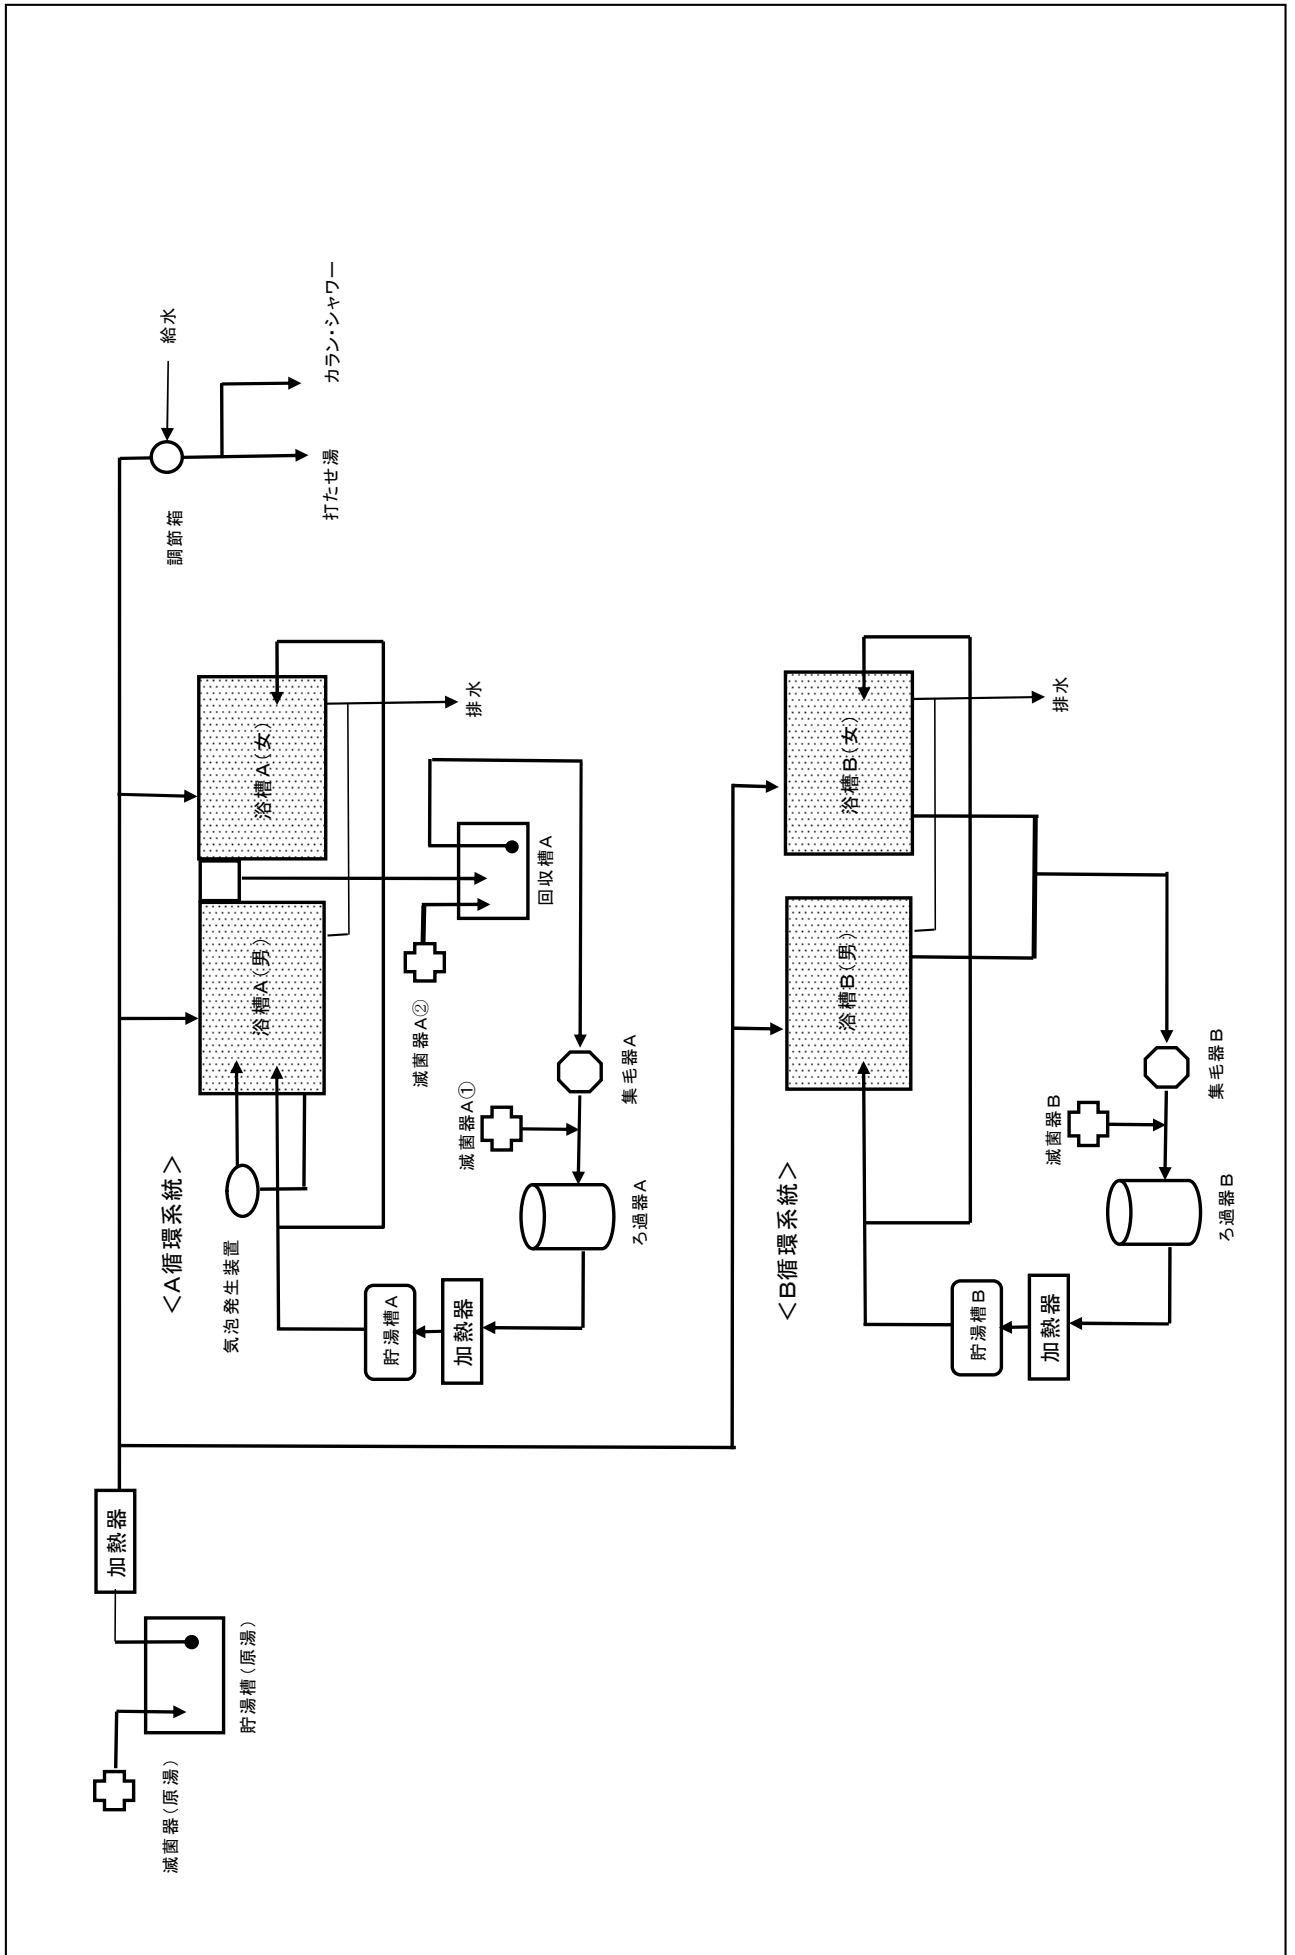 給水
カラン・シャワー
打たせ湯
調節箱
滅菌器(原湯)
貯湯槽(原湯)
加熱器
<A循環系統>
気泡発生装置
浴槽A(男)
浴槽A(女)
排水
貯湯槽A
加熱器
滅菌器A②
滅菌器A①
回収槽A
集毛器A
ろ過器A
<B循環系統>
浴槽B(男)
浴槽B(女)
排水
貯湯槽B
加熱器
滅菌器B
集毛器B
ろ過器B